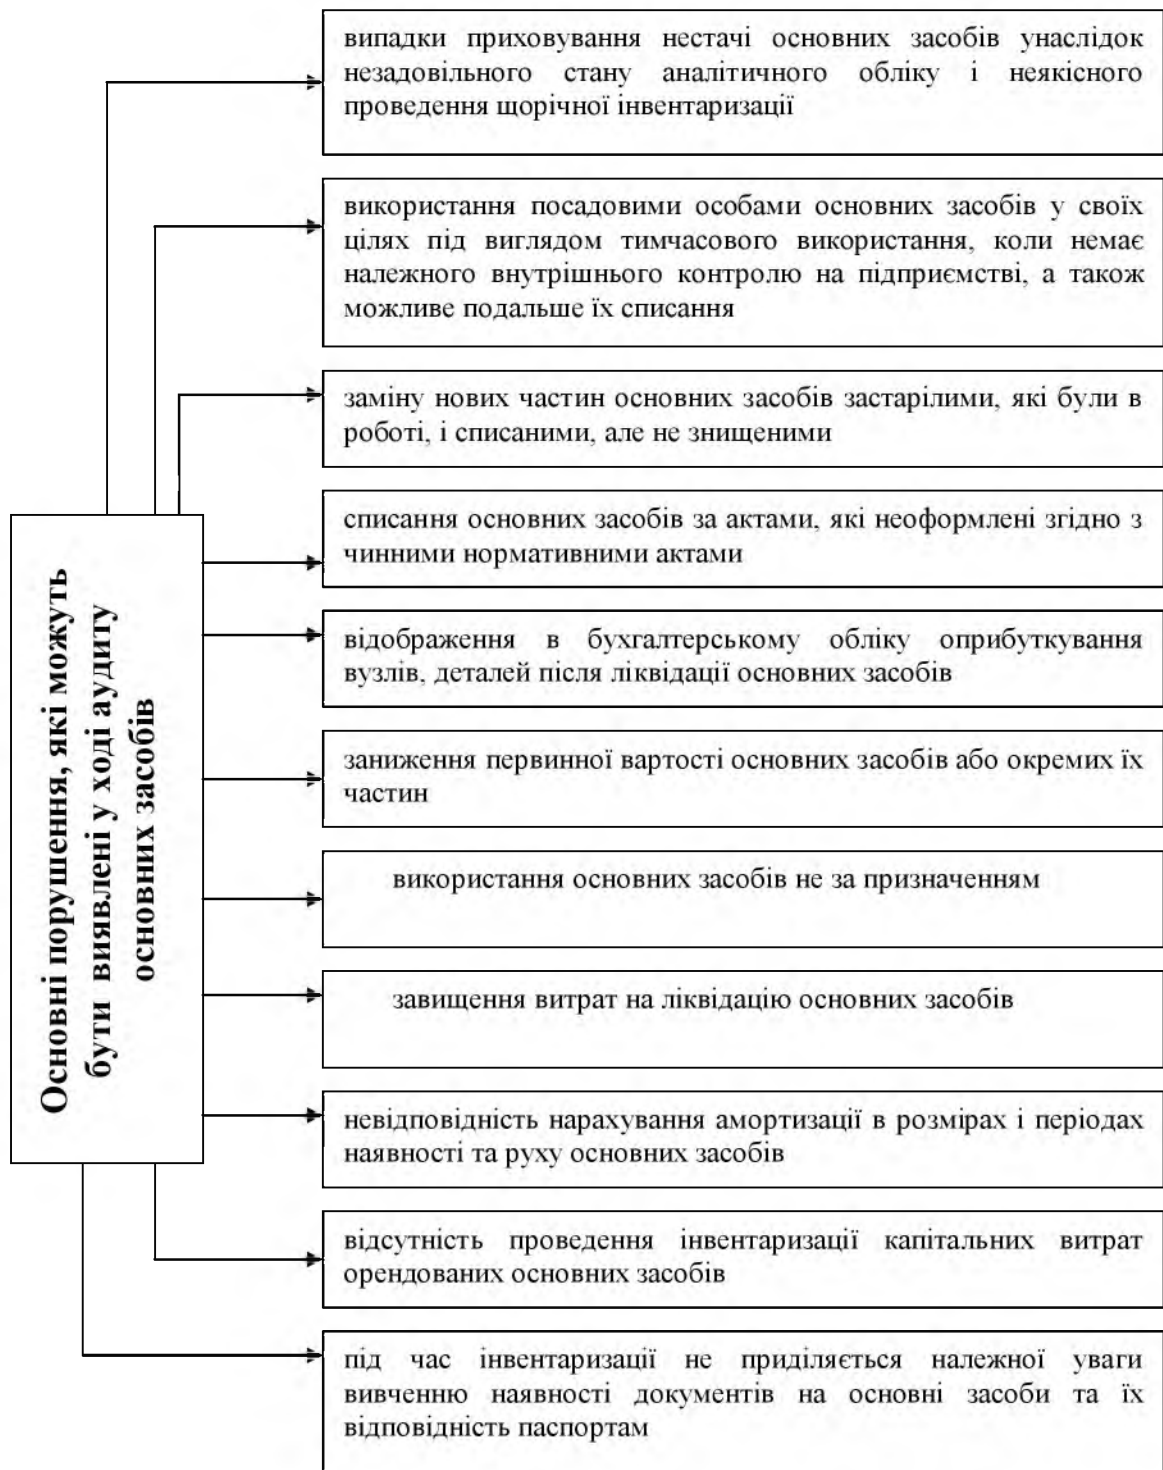 випадки приховування нестачі основних засобів унаслідок
незадовільного стану аналітичного обліку і неякісного
проведення щорічної інвентаризації
використання посадовими особами основних засобів у своїх
цілях під виглядом тимчасового використання, коли немає
належного внутрішнього контролю на підприємстві, а також
можливе подальше їх списання
заміну нових частин основних засобів застарілими, які були в
роботі, і списаними, але не знищеними
списання основних засобів за актами, які неоформлені згідно з
чинними нормативними актами
Основні порушення, які можуть
бути виявлені у ході аудиту
основних засобів
відображення в бухгалтерському обліку оприбуткування
вузлів, деталей після ліквідації основних засобів
заниження первинної вартості основних засобів або окремих їх
частин
використання основних засобів не за призначенням
завищення витрат на ліквідацію основних засобів
невідповідність нарахування амортизації в розмірах і періодах
наявності та руху основних засобів
відсутність проведення інвентаризації капітальних витрат
орендованих основних засобів
під час інвентаризації не приділяється належної уваги
вивченню наявності документів на основні засоби та їх
відповідність паспортам